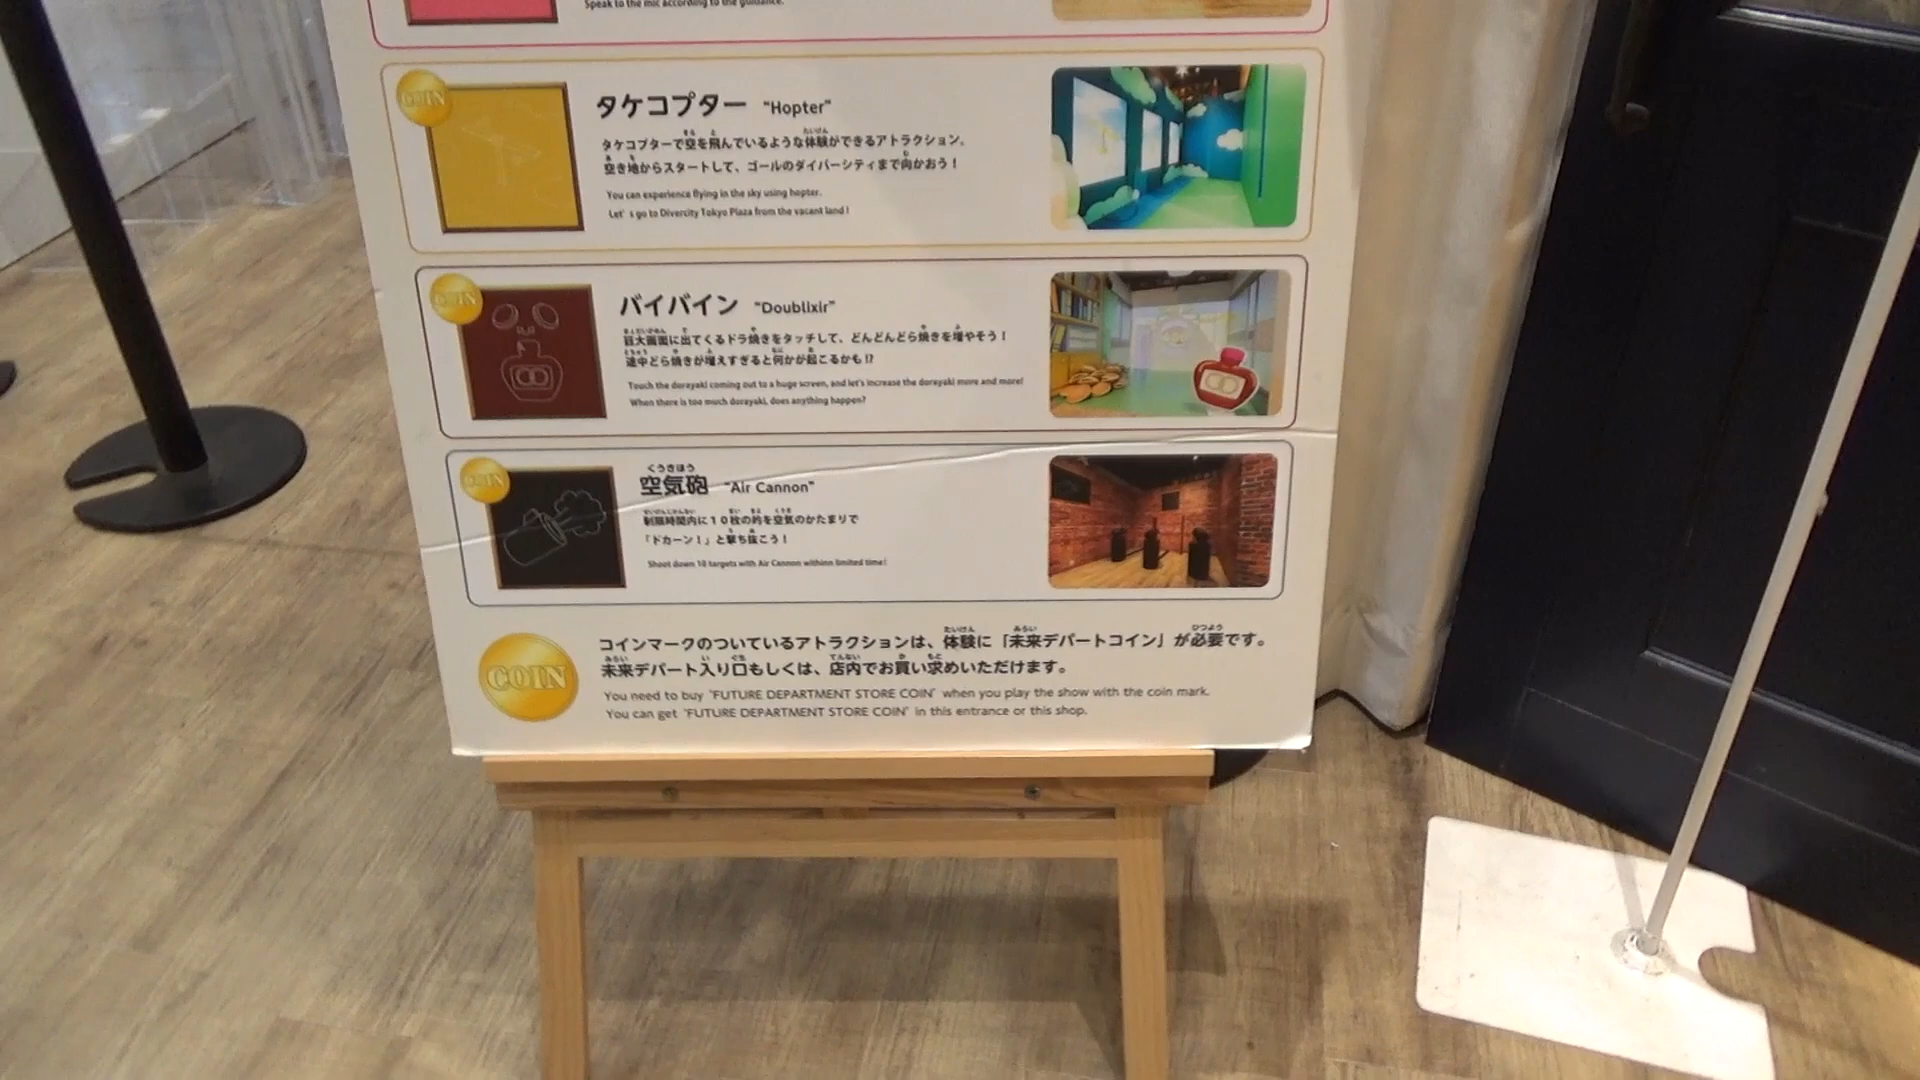 Speak to the mic according to the guidance.
COIN
タケコプター "Hopter"
タケコプターで空を飛んでいるような体験ができるアトラクション。
空き地からスタートして、ゴールのダイバーシティまで向かおう！
You can experience flying in the sky using hopter.
Let's go to Divercity Tokyo Plaza from the vacant land!
COIN
バイバイン "Doublixir"
巨大画面に出てくるドラ焼きをタッチして、どんどんどら焼きを増やそう！
途中どら焼きが増えすぎると何かが起こるかも!?
Touch the dorayaki coming out to a huge screen, and let's increase the dorayaki more and more!
When there is too much dorayaki, does anything happen?
COIN
くうきほう
空気砲 "Air Cannon"
制限時間内に10枚の的を空気のかたまりで
「ドカーン！」と撃ち抜こう！
Shoot down 10 targets with Air Cannon withinn limited time!
COIN
コインマークのついているアトラクションは、体験に「未来デパートコイン」が必要です。
未来デパート入り口もしくは、店内でお買い求めいただけます。
You need to buy "FUTURE DEPARTMENT STORE COIN" when you play the show with the coin mark.
You can get "FUTURE DEPARTMENT STORE COIN" in this entrance or this shop.